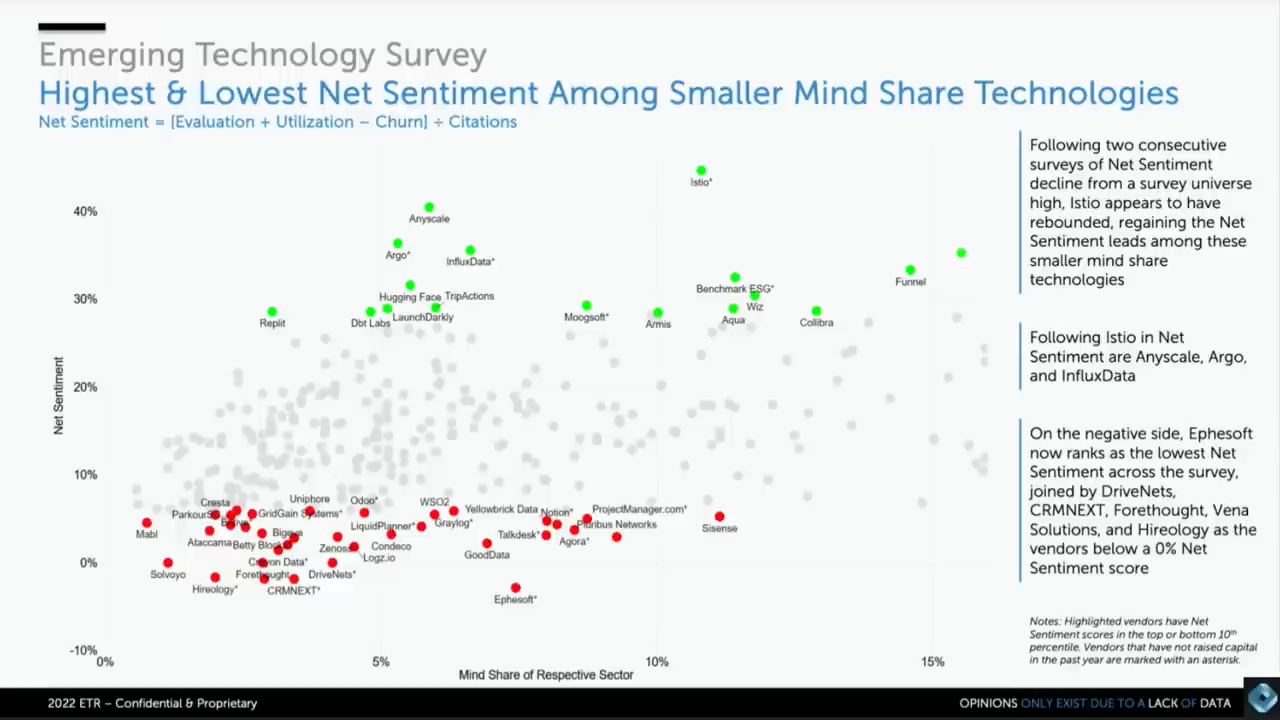 Emerging Technology Survey
Highest & Lowest Net Sentiment Among Smaller Mind Share Technologies
Net Sentiment = [Evaluation + Utilization – Churn] ÷ Citations
Net Sentiment
40%
30%
20%
10%
0%
-10%
0%
5%
10%
15%
Mind Share of Respective Sector
Istio*
Anyscale
Argo*
InfluxData*
Funnel
Benchmark ESG*
Hugging Face
TripActions
Wiz
Replit
Dbt Labs
LaunchDarkly
Moogsoft*
Armis
Aqua
Collibra
Cresta
Uniphore
Odoo*
WSO2
Yellowbrick Data
Notion*
ProjectManager.com*
GridGain Systems*
LiquidPlanner*
Graylog*
Pluribus Networks
Sisense
Mabl
Ataccama
Betty Blocks
Bigeye
Zenoss
Condeco
Talkdesk*
Agora*
Logz.io
GoodData
Solvoyo
Crayon Data*
Forethought
DriveNets*
Hireology*
CRMNEXT*
Ephesoft*
Following two consecutive
surveys of Net Sentiment
decline from a survey universe
high, Istio appears to have
rebounded, regaining the Net
Sentiment leads among these
smaller mind share
technologies
Following Istio in Net
Sentiment are Anyscale, Argo,
and InfluxData
On the negative side, Ephesoft
now ranks as the lowest Net
Sentiment across the survey,
joined by DriveNets,
CRMNEXT, Forethought, Vena
Solutions, and Hireology as the
vendors below a 0% Net
Sentiment score
Notes: Highlighted vendors have Net
Sentiment scores in the top or bottom 10th
percentile. Vendors that have not raised capital
in the past year are marked with an asterisk.
2022 ETR – Confidential & Proprietary
OPINIONS ONLY EXIST DUE TO A LACK OF DATA